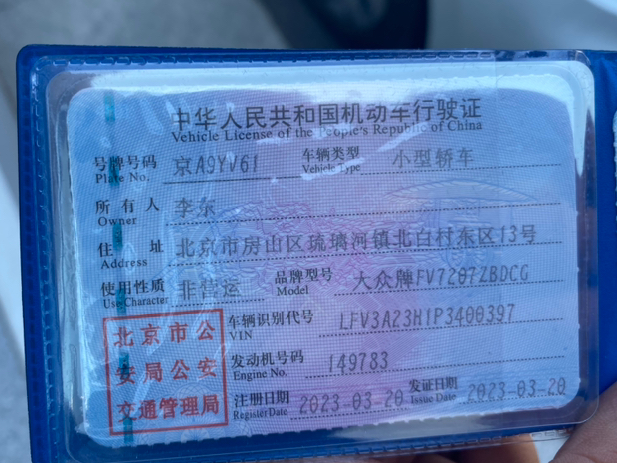 中华人民共和国机动车行驶证
Vehicle License of the People's Republic of China
号牌号码 京A9YV61 车辆类型 小型轿车
Plate No. Vehicle Type
所有人 李东
Owner
住址 北京市房山区琉璃河镇北白村东区13号
Address
使用性质 非营运 品牌型号 大众牌FV7207ZBDCG
Use Character Model
北京市公
安局公安
交通管理局
车辆识别代号 LFV3A23H1P3400397
VIN
发动机号码 149783
Engine No.
注册日期 2023-03-20 发证日期 2023-03-20
Register Date Issue Date